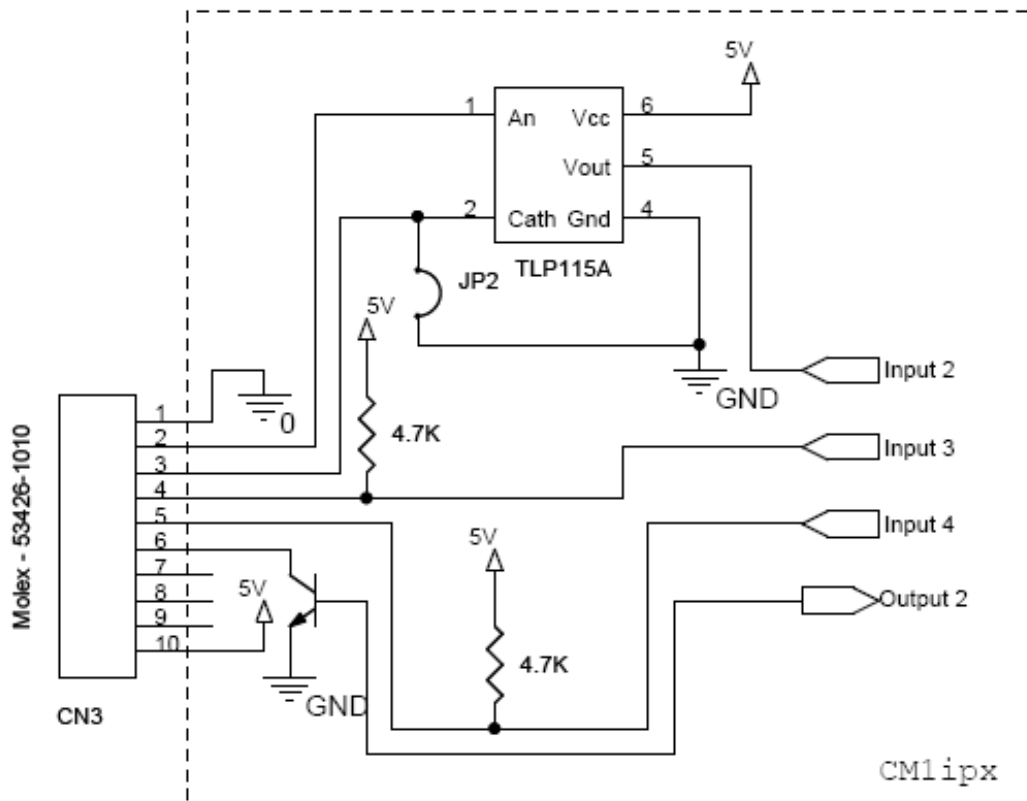 5V
1
An
Vcc
6
Vout
5
2
Cath
Gnd
4
TLP115A
JP2
5V
GND
Input 2
1
0
2
4.7K
3
Input 3
4
5
Input 4
6
5V
7
5V
8
Output 2
9
10
4.7K
GND
Molex - 53426-1010
CN3
CM1ipx